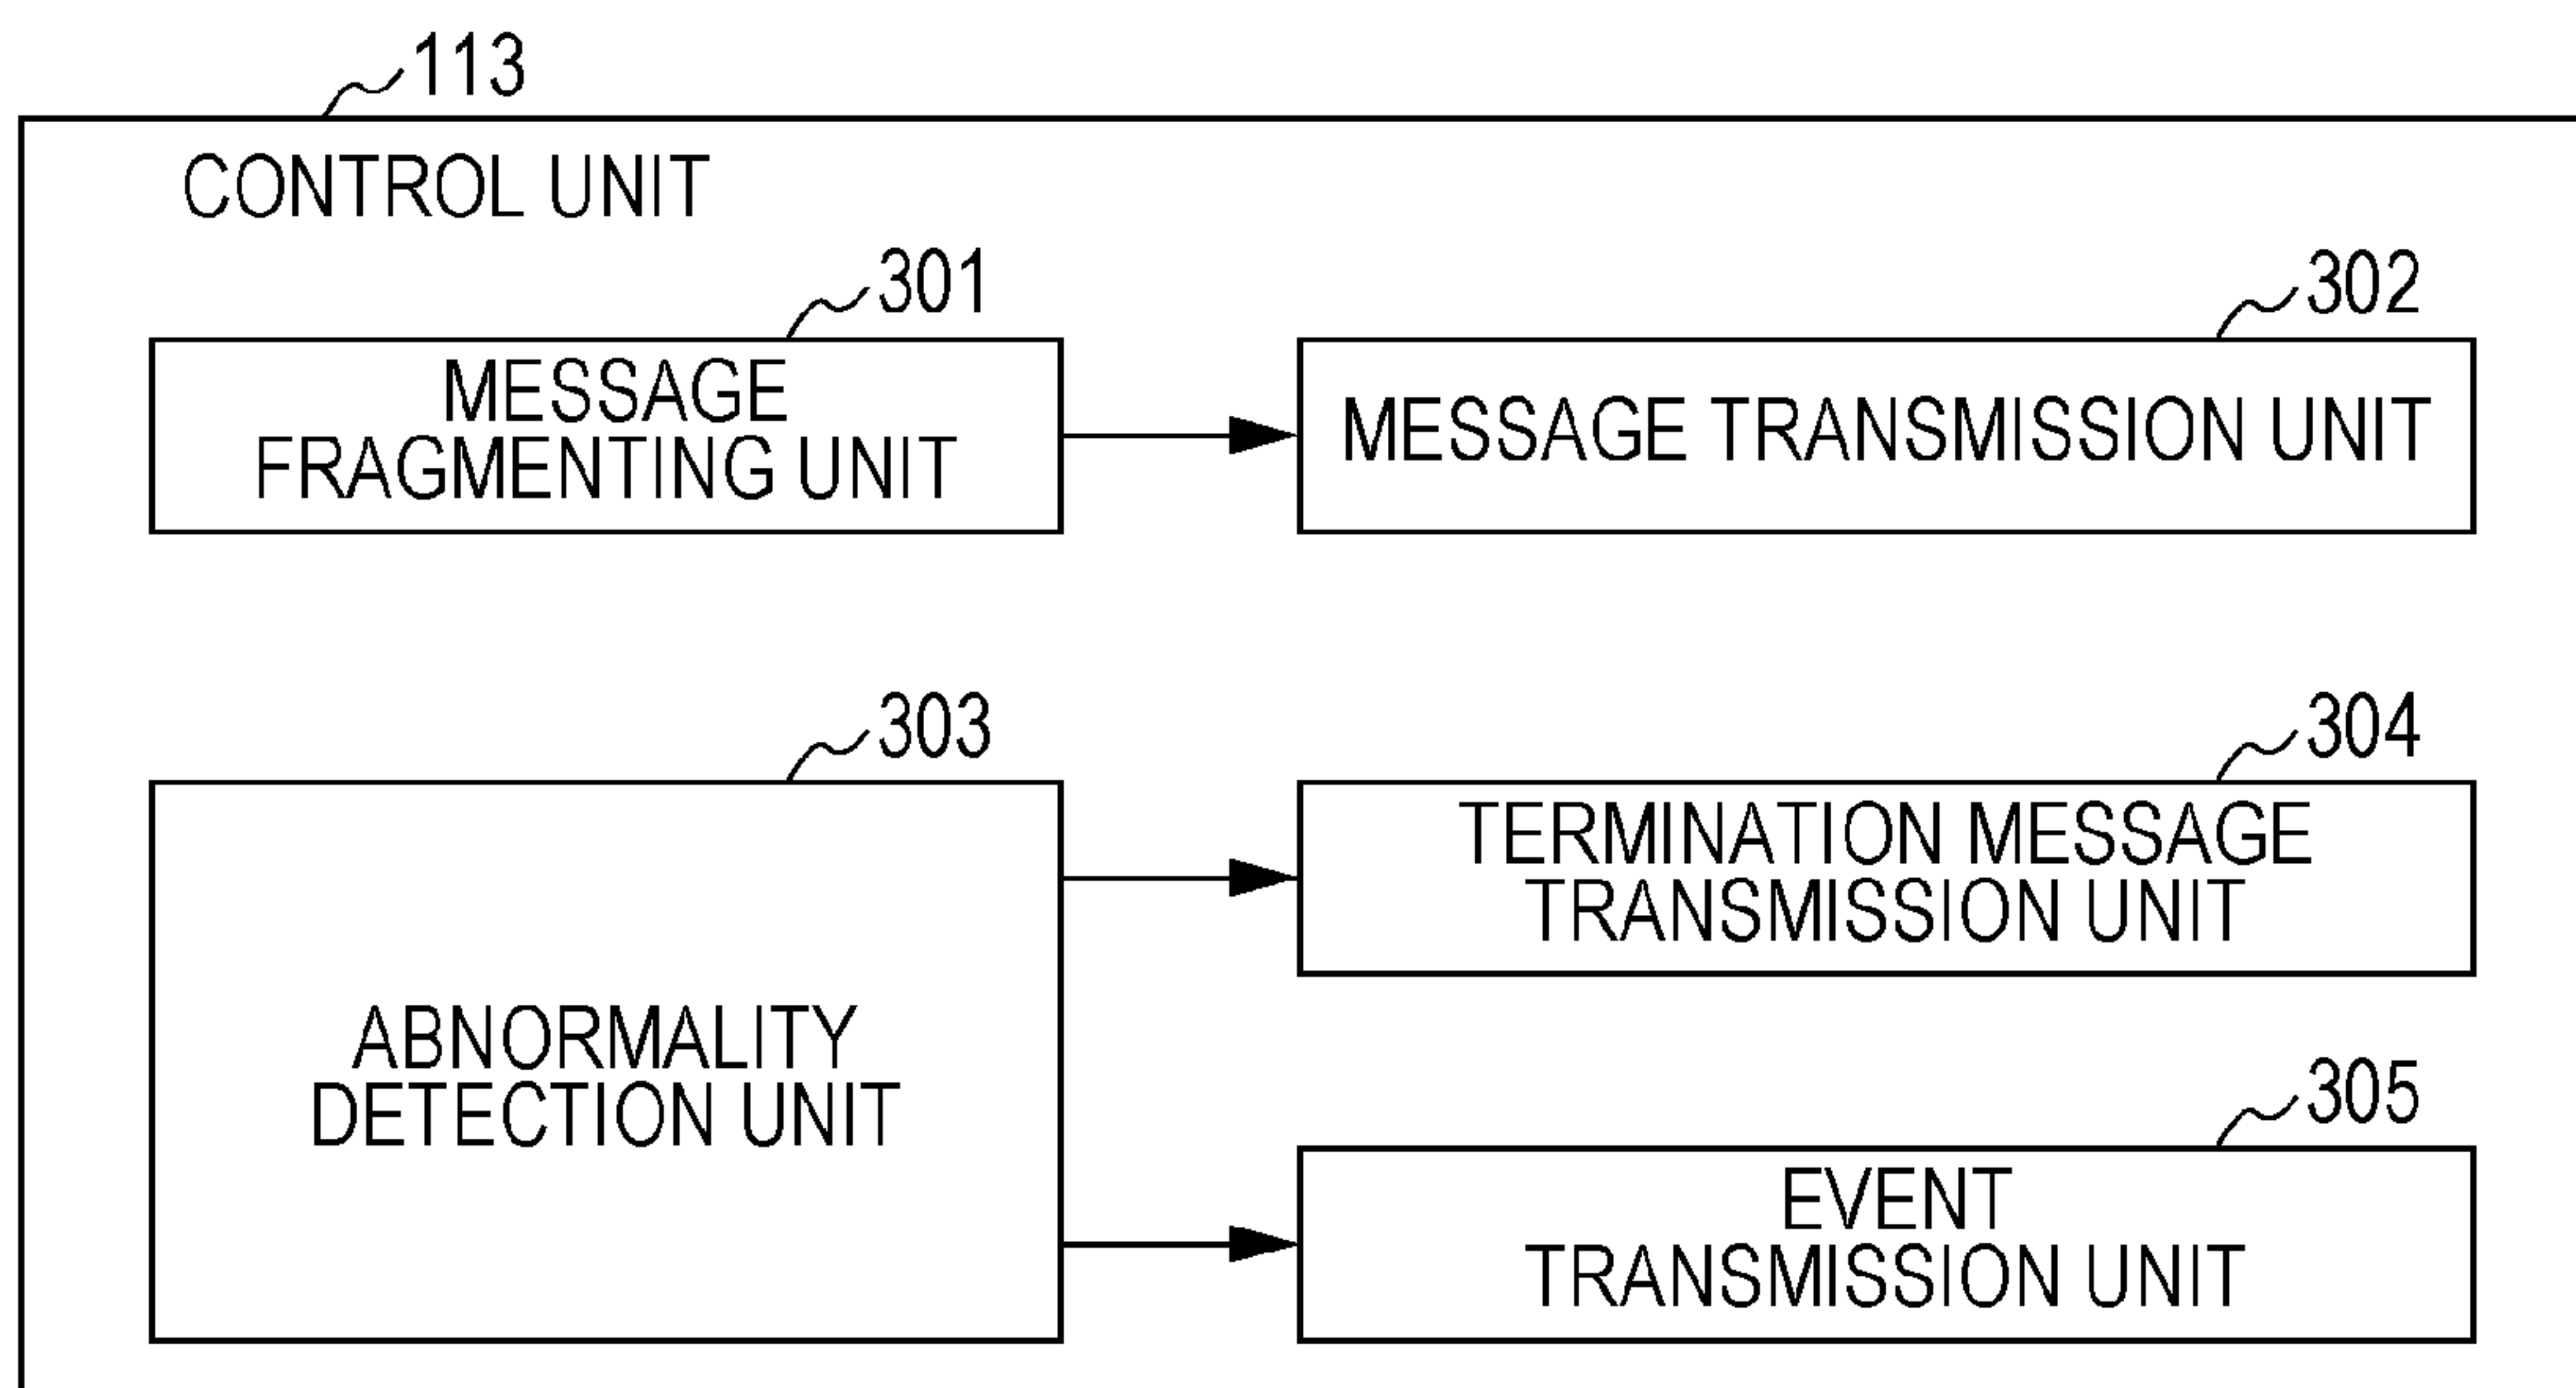 113
CONTROL UNIT
301
302
MESSAGE
FRAGMENTING UNIT
MESSAGE TRANSMISSION UNIT
303
304
ABNORMALITY
DETECTION UNIT
TERMINATION MESSAGE
TRANSMISSION UNIT
305
EVENT
TRANSMISSION UNIT